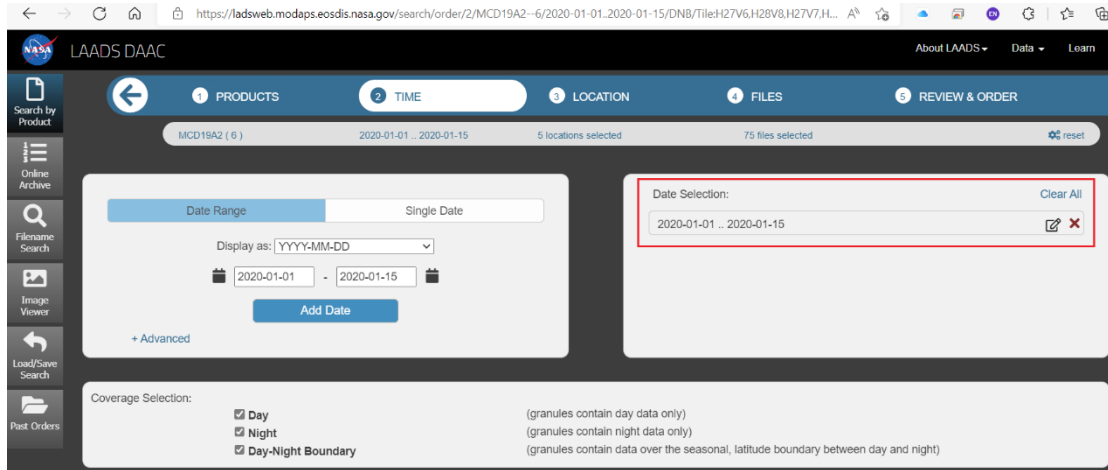 https://ladsweb.modaps.eosdis.nasa.gov/search/order/2/MCD19A2--6/2020-01-01..2020-01-15/DNB/Tile:H27V6,H28V8,H27V7,H...
NASA LAADS DAAC About LAADS Data Learn
Search by
Product
1 PRODUCTS 2 TIME 3 LOCATION 4 FILES 5 REVIEW & ORDER
MCD19A2 ( 6 ) 2020-01-01 .. 2020-01-15 5 locations selected 75 files selected reset
Online
Archive
Filename
Search
Image
Viewer
Load/Save
Search
Past Orders
Date Range Single Date
Display as: YYYY-MM-DD
2020-01-01 - 2020-01-15
Add Date
+ Advanced
Date Selection: Clear All
2020-01-01 .. 2020-01-15
Coverage Selection:
Day (granules contain day data only)
Night (granules contain night data only)
Day-Night Boundary (granules contain data over the seasonal, latitude boundary between day and night)